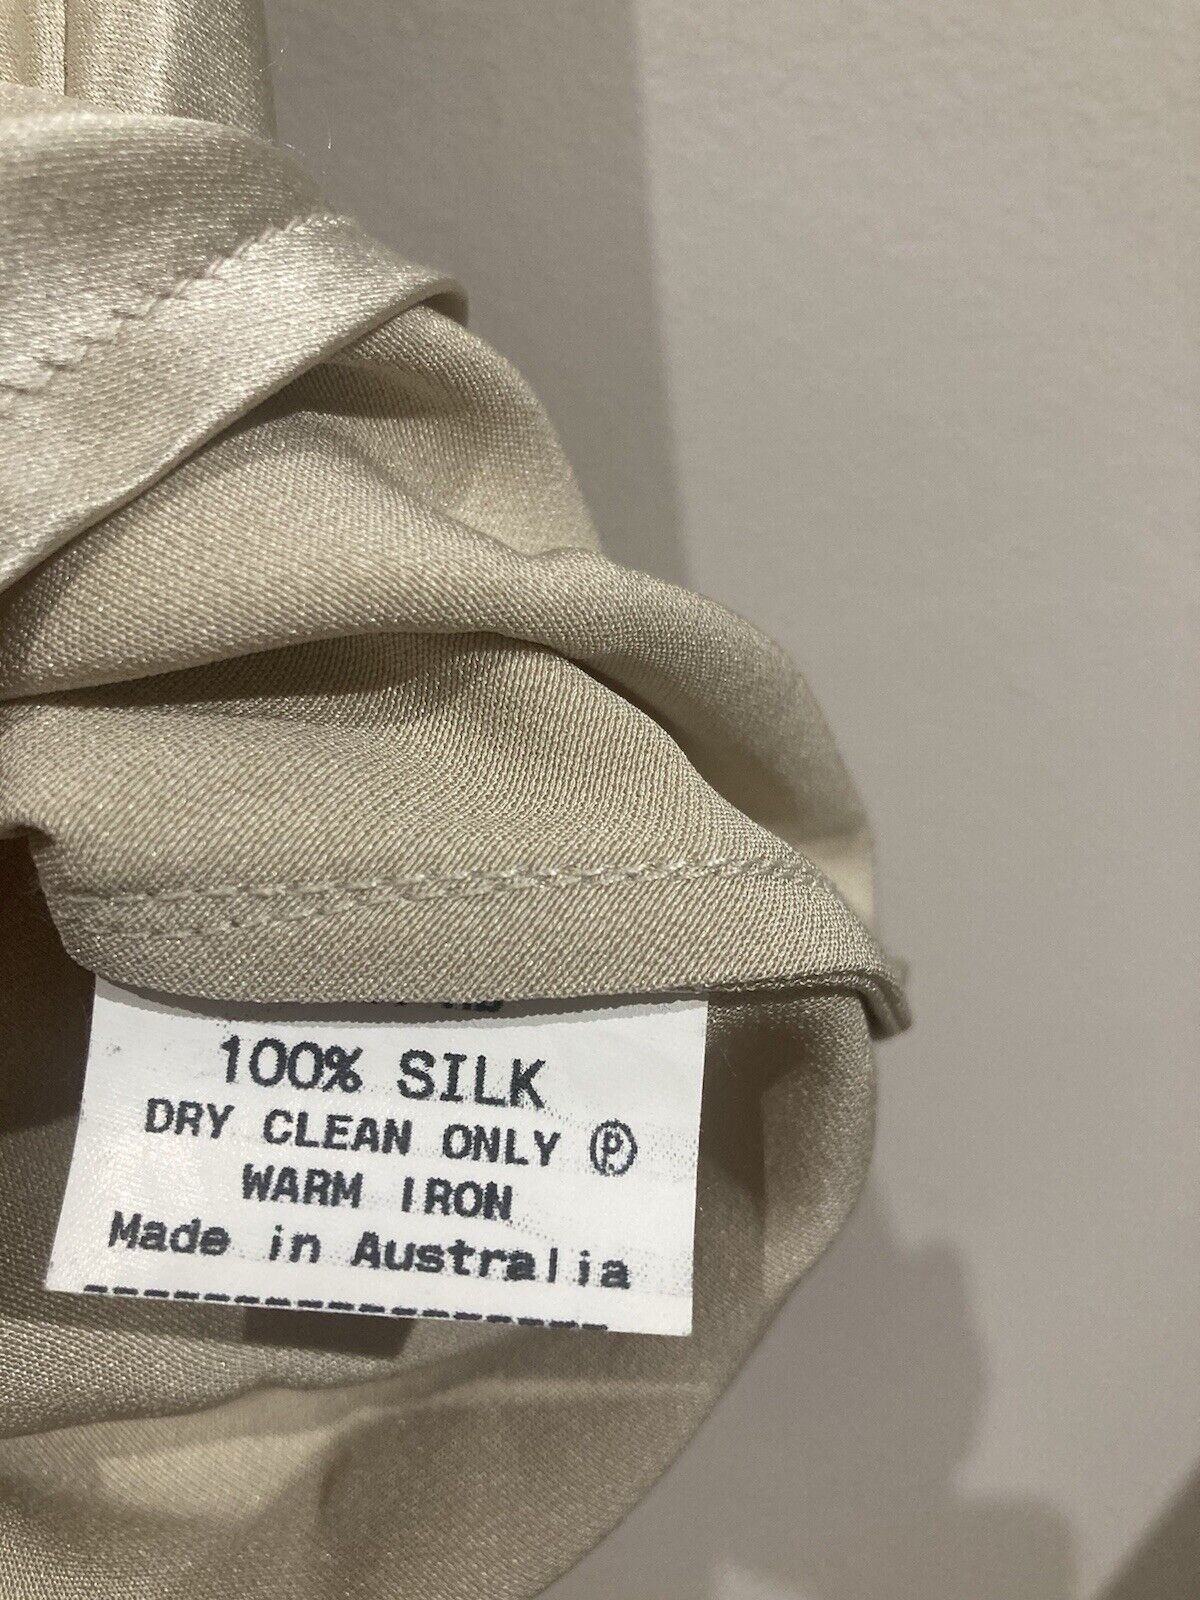 100% SILK
DRY CLEAN ONLY Ⓟ
WARM IRON
Made in Australia